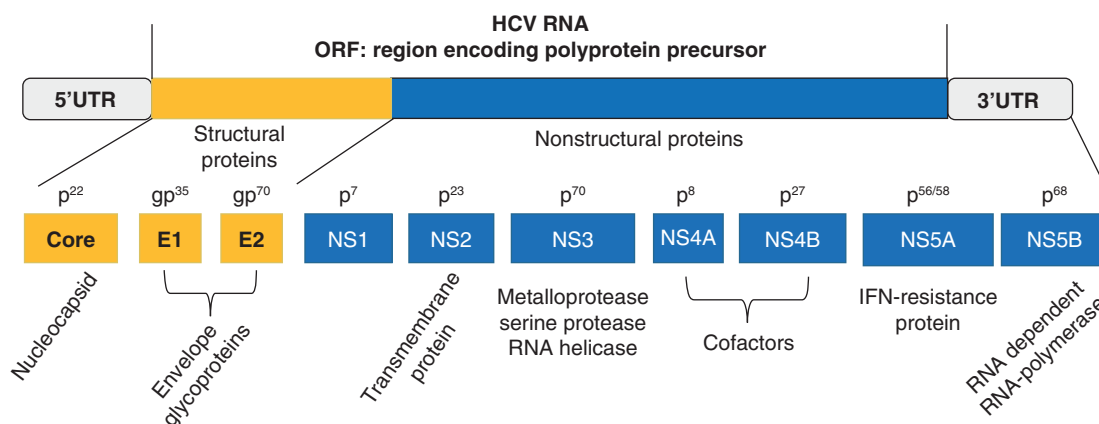 HCV RNA
ORF: region encoding polyprotein precursor
5'UTR
3'UTR
Structural
proteins
Nonstructural proteins
p²² gp³⁵ gp⁷⁰ p⁷ p²³ p⁷⁰ p⁸ p²⁷ p⁵⁶/⁵⁸ p⁶⁸
Core E1 E2 NS1 NS2 NS3 NS4A NS4B NS5A NS5B
Nucleocapsid
Envelope
glycoproteins
Transmembrane
protein
Metalloprotease
serine protease
RNA helicase
Cofactors
IFN-resistance
protein
RNA dependent
RNA-polymerase